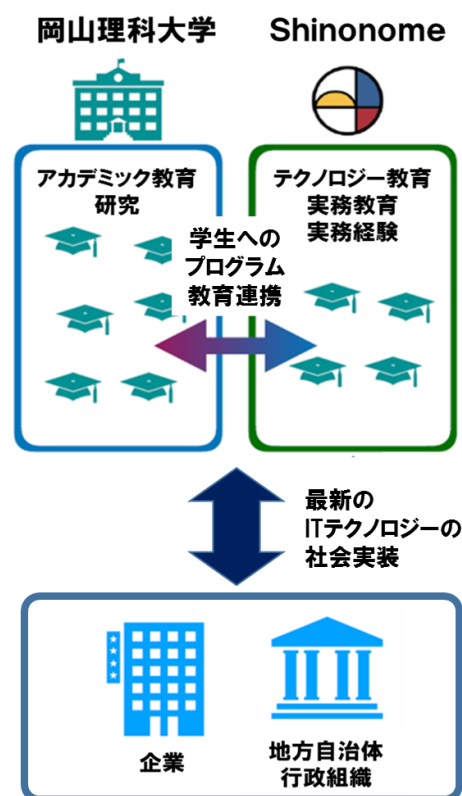 岡山理科大学
Shinonome
アカデミック教育
研究
テクノロジー教育
実務教育
実務経験
学生への
プログラム
教育連携
最新の
ITテクノロジーの
社会実装
企業
地方自治体
行政組織